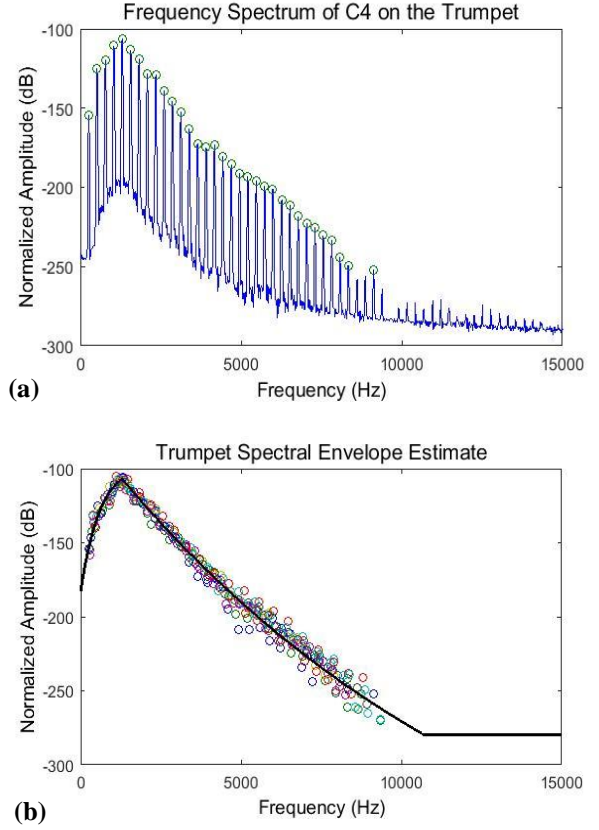 Frequency Spectrum of C4 on the Trumpet
-100
-150
-200
-250
-300
Normalized Amplitude (dB)
0
5000
10000
15000
Frequency (Hz)
(a)
Trumpet Spectral Envelope Estimate
-100
-150
-200
-250
-300
Normalized Amplitude (dB)
0
5000
10000
15000
Frequency (Hz)
(b)